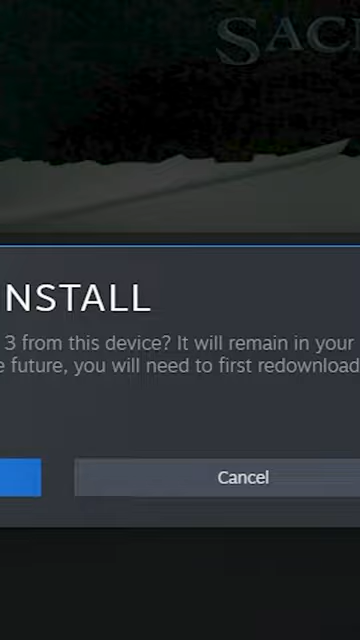 SAC
NSTALL
3 from this device? It will remain in your
e future, you will need to first redownload
Cancel